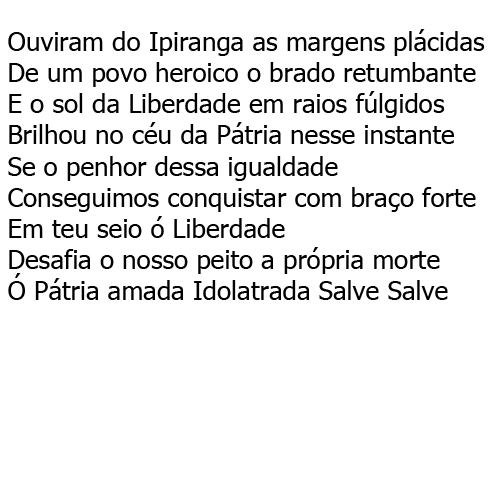 Ouviram do Ipiranga as margens plácidas
De um povo heroico o brado retumbante
E o sol da Liberdade em raios fúlgidos
Brilhou no céu da Pátria nesse instante
Se o penhor dessa igualdade
Conseguimos conquistar com braço forte
Em teu seio ó Liberdade
Desafia o nosso peito a própria morte
Ó Pátria amada Idolatrada Salve Salve